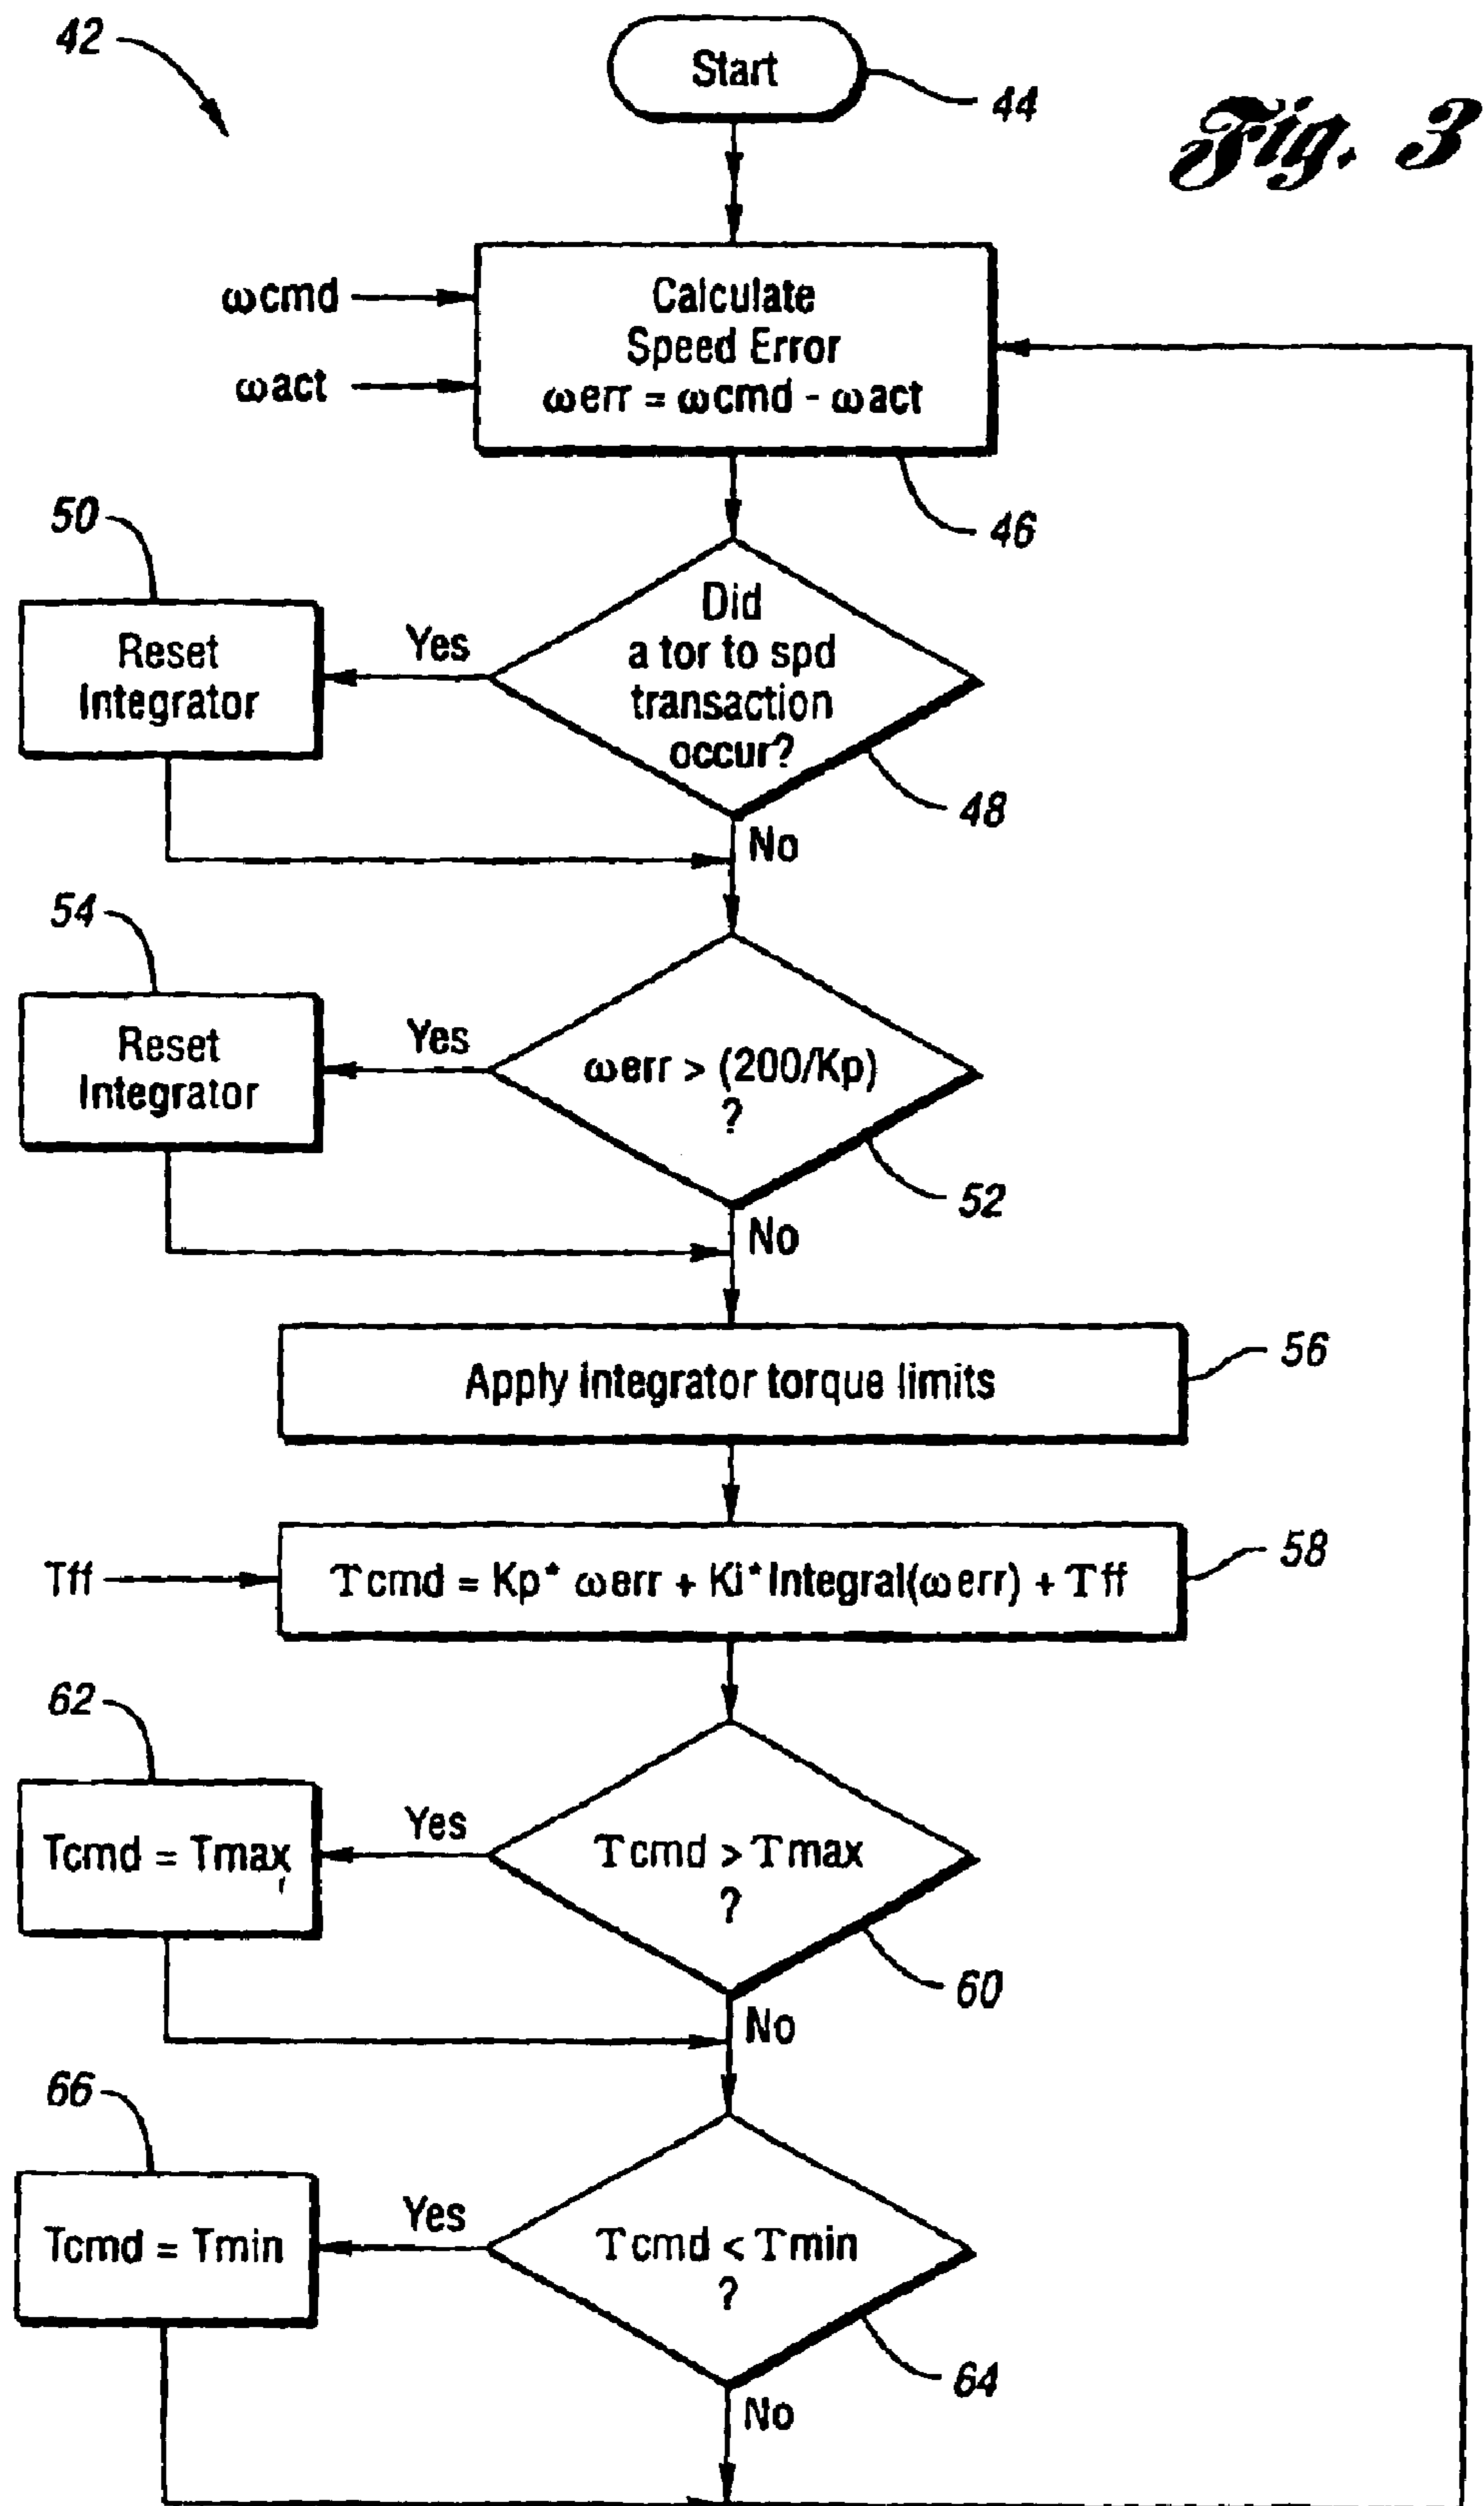 42
Start
44
Fig. 3
ωcmd
ωact
Calculate
Speed Error
ωerr = ωcmd - ωact
46
50
Reset
Integrator
Yes
Did
a tor to spd
transaction
occur?
48
No
54
Reset
Integrator
Yes
ωerr > (200/Kp)
?
52
No
Apply integrator torque limits
56
Tff
Tcmd = Kp* ωerr + Ki*Integral(ωerr) + Tff
58
62
Tcmd = Tmax
Yes
Tcmd > Tmax
?
60
No
66
Tcmd = Tmin
Yes
Tcmd < Tmin
?
64
No